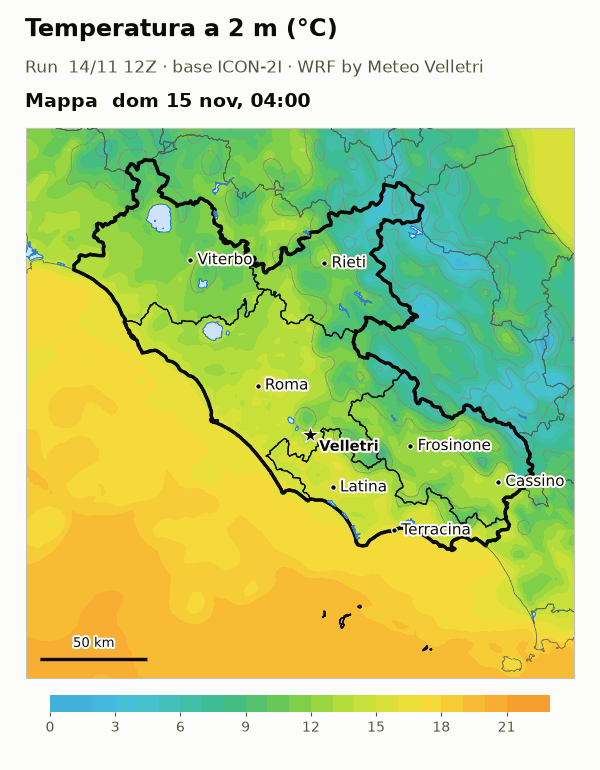 Temperatura a 2 m (°C)
Run  14/11 12Z · base ICON-2I · WRF by Meteo Velletri
Mappa  dom 15 nov, 04:00
Viterbo
Rieti
Roma
Velletri
Frosinone
Cassino
Latina
Terracina
50 km
0 3 6 9 12 15 18 21